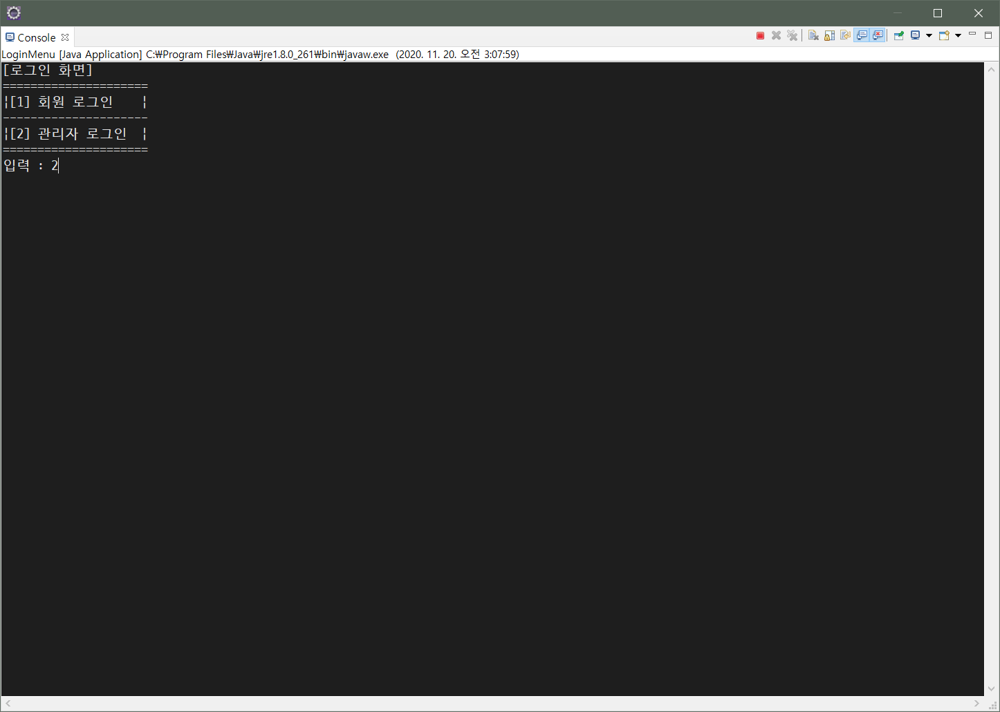 Console
LoginMenu [Java Application] C:₩Program Files₩Java₩jre1.8.0_261₩bin₩javaw.exe (2020. 11. 20. 오전 3:07:59)
[로그인 화면]
=====================
¦[1] 회원 로그인    ¦
---------------------
¦[2] 관리자 로그인  ¦
=====================
입력 : 2